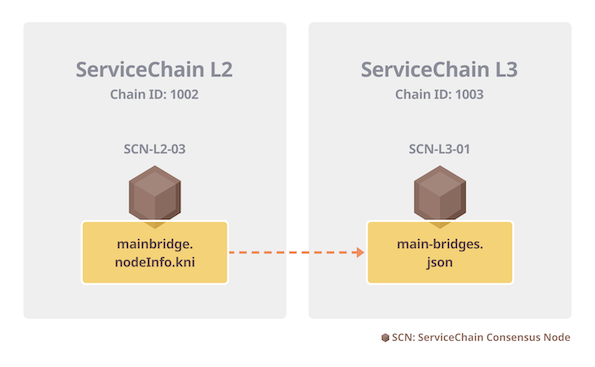 ServiceChain L2
Chain ID: 1002
SCN-L2-03
mainbridge.
nodeInfo.kni
ServiceChain L3
Chain ID: 1003
SCN-L3-01
main-bridges.
json
SCN: ServiceChain Consensus Node